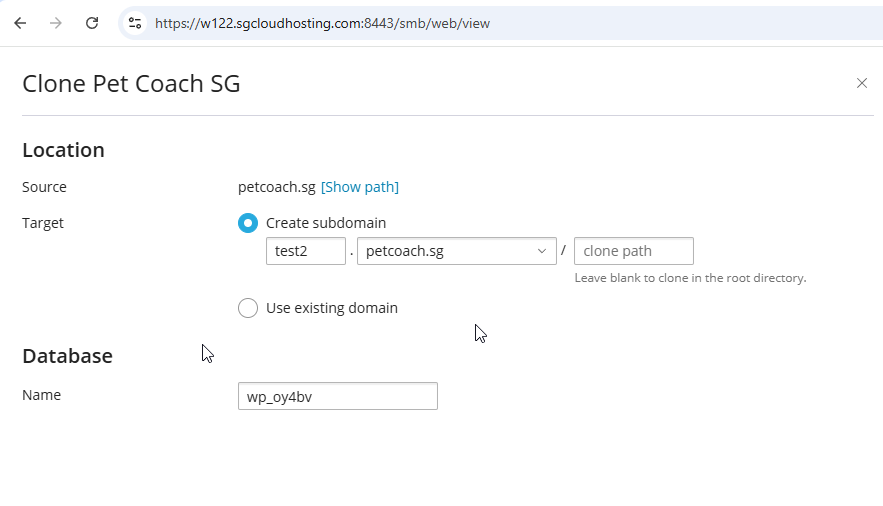 https://w122.sgcloudhosting.com:8443/smb/web/view
Clone Pet Coach SG
Location
Source petcoach.sg [Show path]
Target Create subdomain
test2 . petcoach.sg / clone path
Leave blank to clone in the root directory.
Use existing domain
Database
Name wp_oy4bv